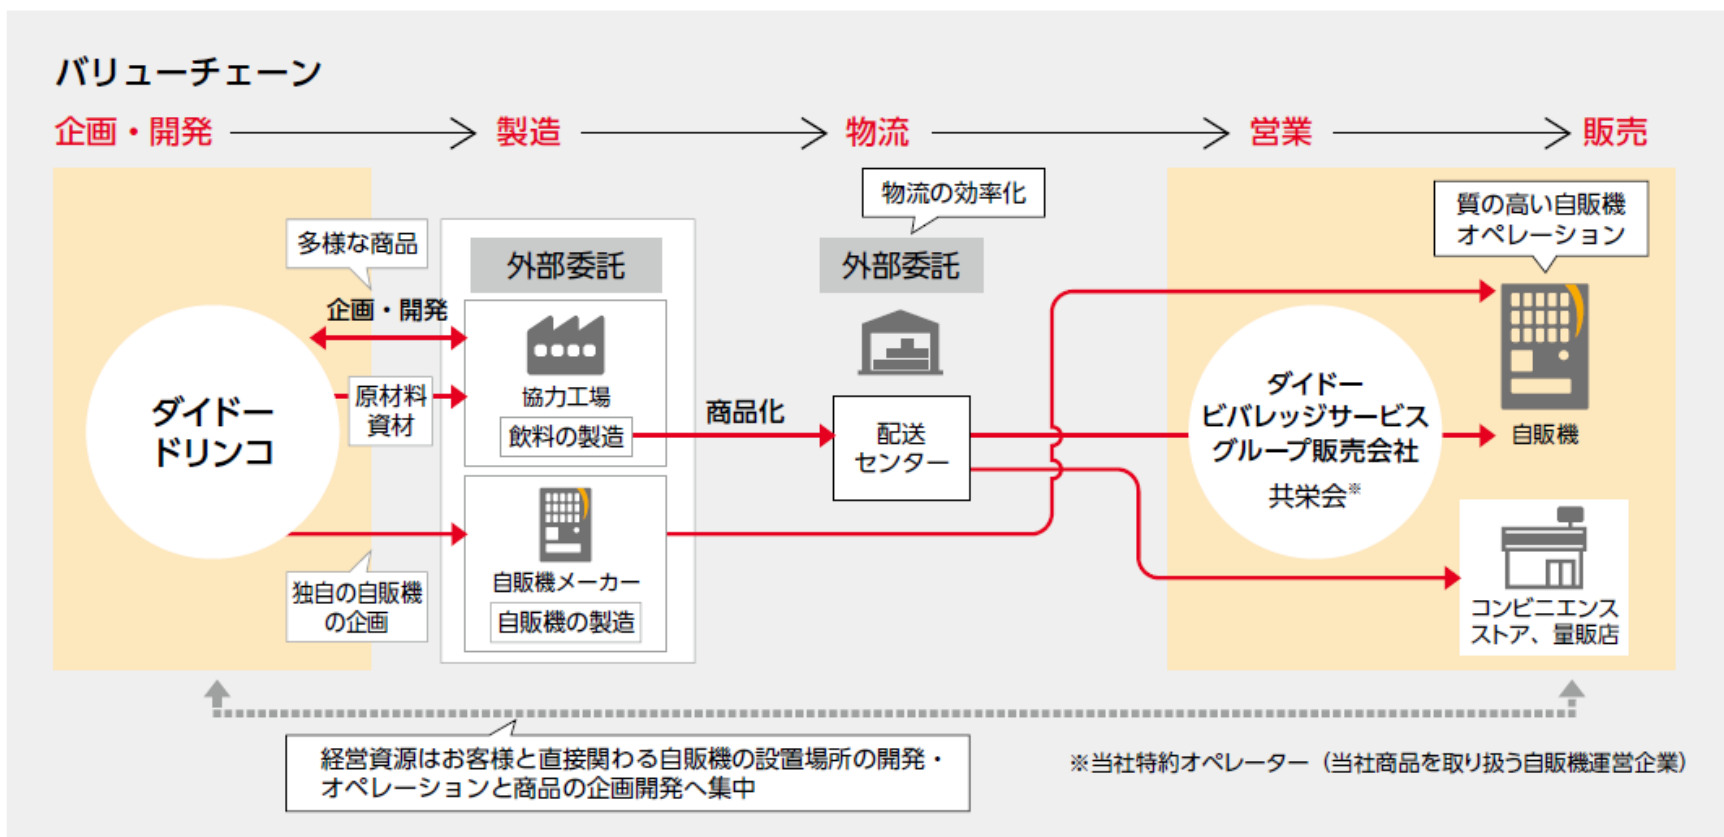 バリューチェーン
企画・開発
製造
物流
営業
販売
多様な商品
企画・開発
ダイドー
ドリンコ
原材料
資材
独自の自販機
の企画
外部委託
協力工場
飲料の製造
自販機メーカー
自販機の製造
商品化
物流の効率化
外部委託
配送
センター
ダイドー
ビバレッジサービス
グループ販売会社
共栄会※
質の高い自販機
オペレーション
自販機
コンビニエンス
ストア、量販店
経営資源はお客様と直接関わる自販機の設置場所の開発・
オペレーションと商品の企画開発へ集中
※当社特約オペレーター（当社商品を取り扱う自販機運営企業）